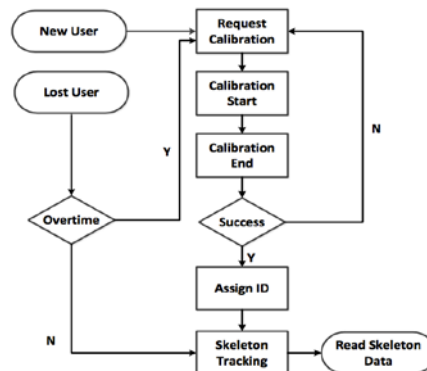 New User
Request
Calibration
Lost User
Calibration
Start
Y
N
Calibration
End
Overtime
Success
Y
Assign ID
N
Skeleton
Tracking
Read Skeleton
Data